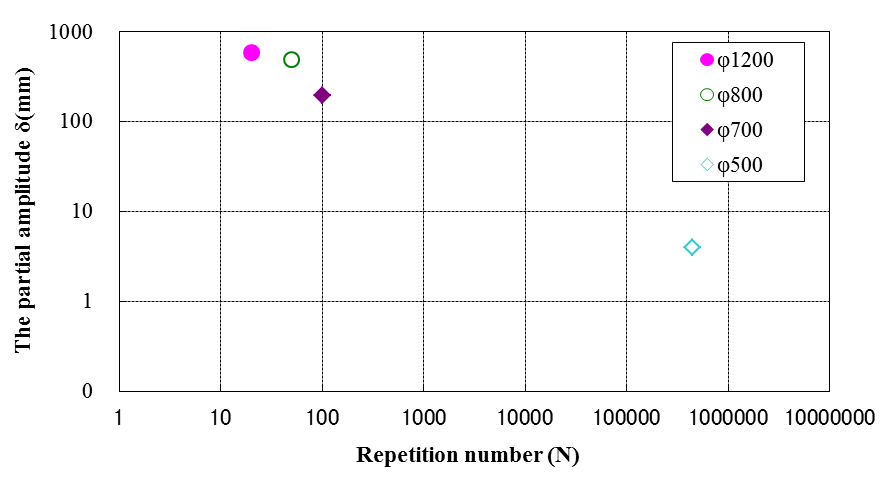 1000
100
10
1
0
The partial amplitude δ(mm)
φ1200
φ800
φ700
φ500
1 10 100 1000 10000 100000 1000000 10000000
Repetition number (N)